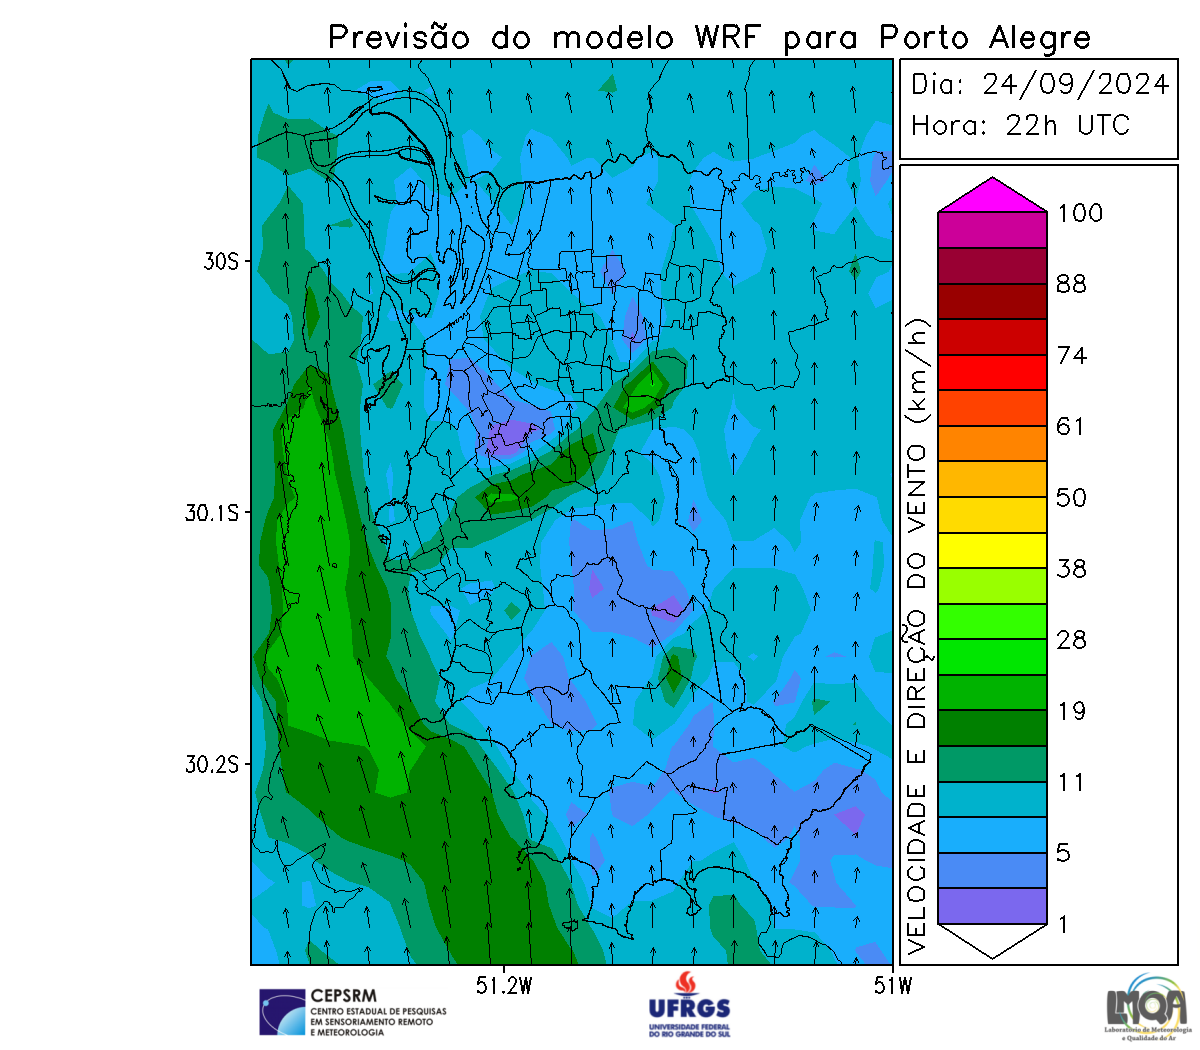 Previsão do modelo WRF para Porto Alegre
Dia: 24/09/2024
Hora: 22h UTC
30S
30.1S
30.2S
51.2W
51W
VELOCIDADE E DIREÇÃO DO VENTO (km/h)
100
88
74
61
50
38
28
19
11
5
1
CEPSRM
CENTRO ESTADUAL DE PESQUISAS
EM SENSORIAMENTO REMOTO
E METEOROLOGIA
UFRGS
UNIVERSIDADE FEDERAL
DO RIO GRANDE DO SUL
LMQA
Laboratório de Meteorologia
e Qualidade do Ar